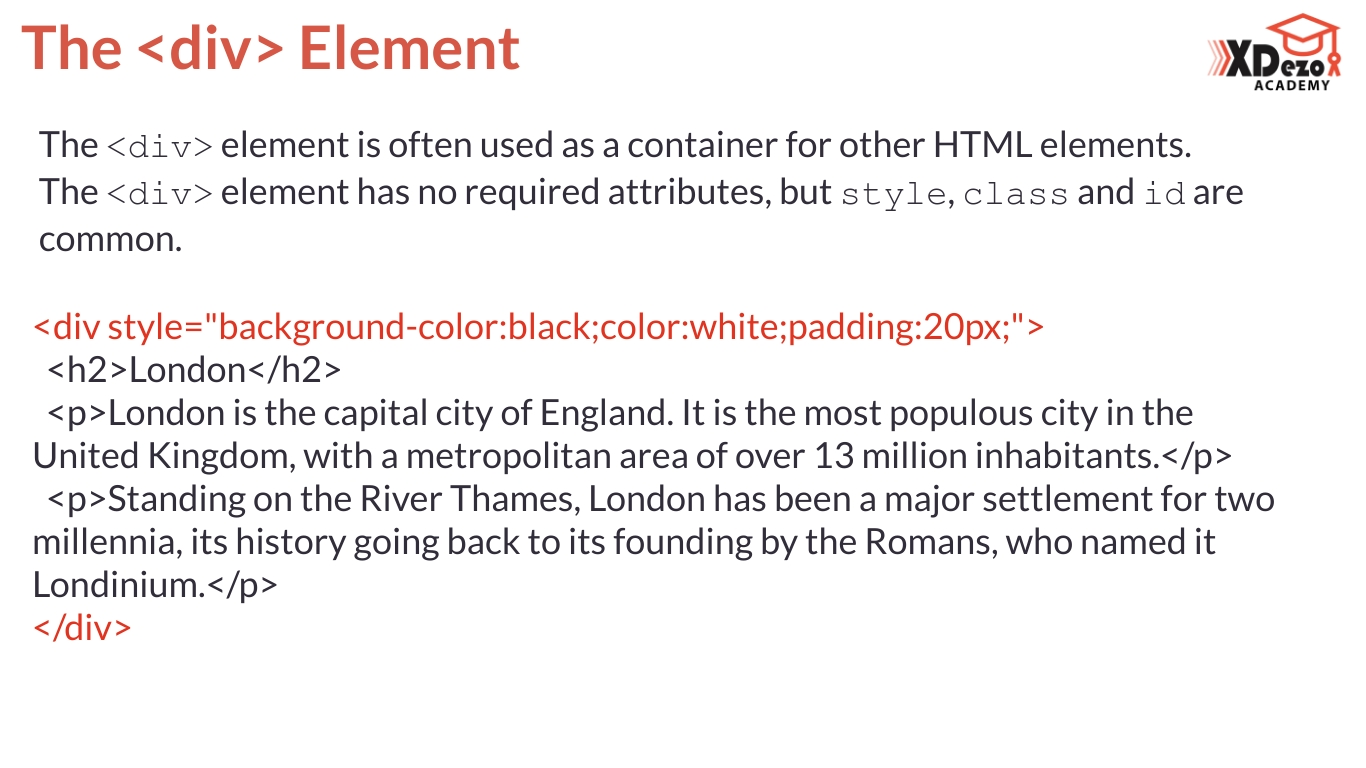 The <div> Element
XDezo
ACADEMY
The <div> element is often used as a container for other HTML elements.
The <div> element has no required attributes, but style, class and id are
common.
<div style="background-color:black;color:white;padding:20px;">
<h2>London</h2>
<p>London is the capital city of England. It is the most populous city in the
United Kingdom, with a metropolitan area of over 13 million inhabitants.</p>
<p>Standing on the River Thames, London has been a major settlement for two
millennia, its history going back to its founding by the Romans, who named it
Londinium.</p>
</div>